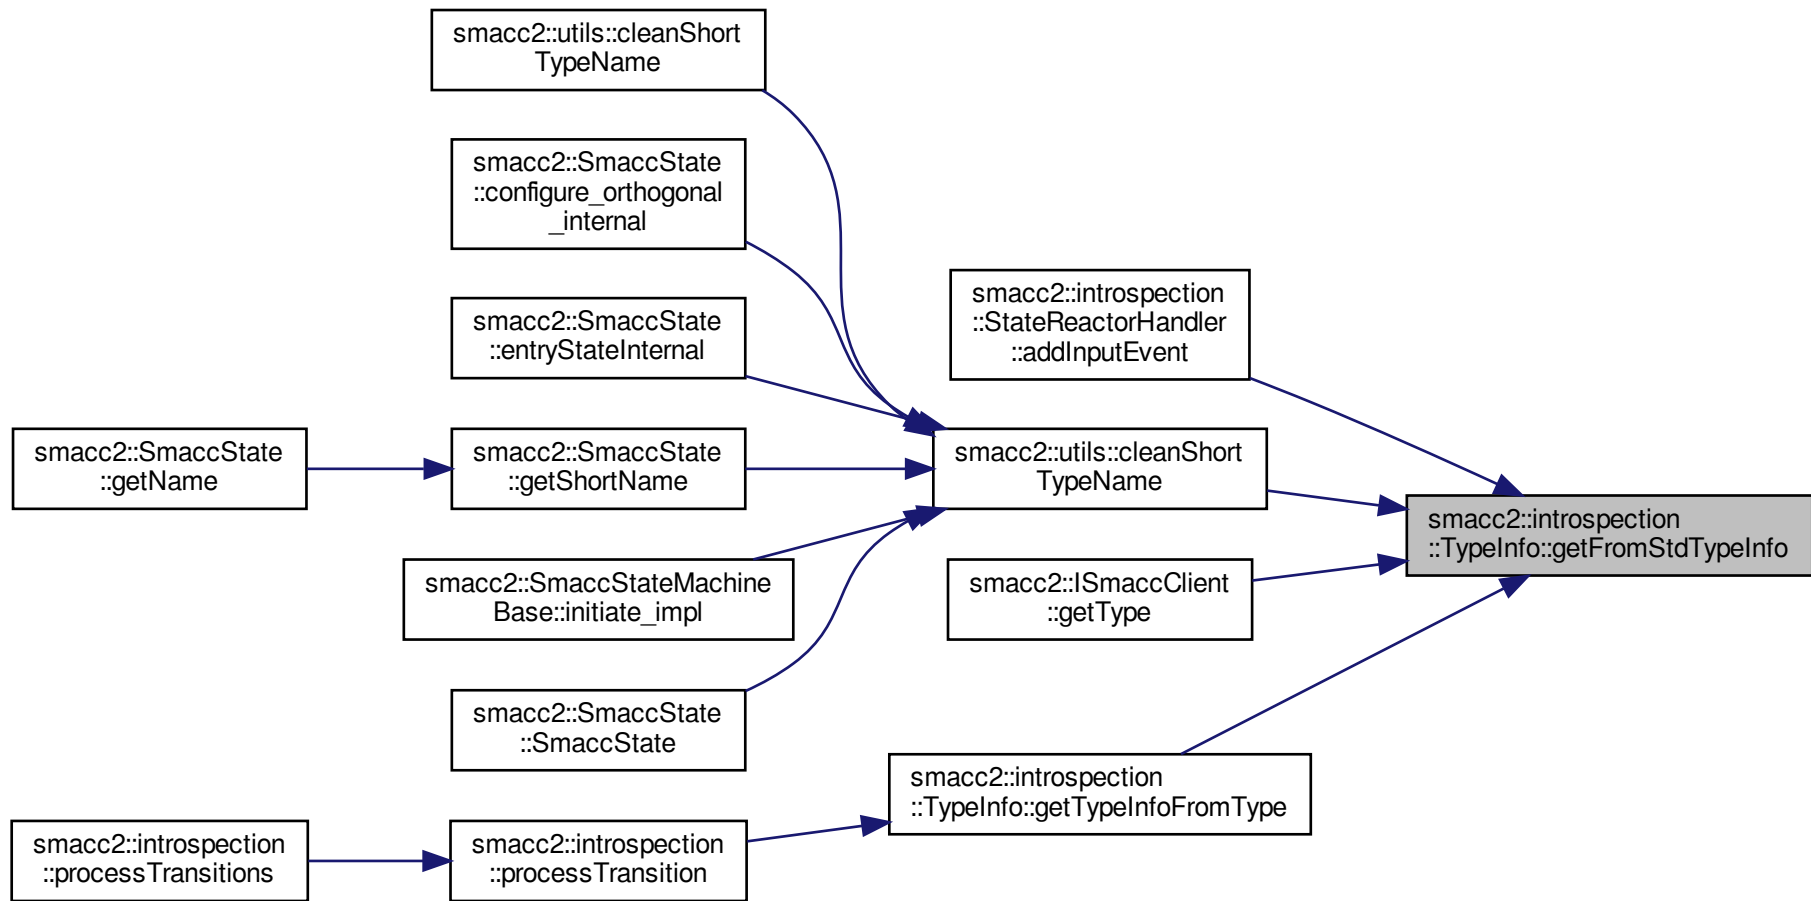 smacc2::utils::cleanShort
TypeName
smacc2::SmaccState
::configure_orthogonal
_internal
smacc2::SmaccState
::entryStateInternal
smacc2::SmaccState
::getName
smacc2::SmaccState
::getShortName
smacc2::SmaccStateMachine
Base::initiate_impl
smacc2::SmaccState
::SmaccState
smacc2::introspection
::processTransitions
smacc2::introspection
::processTransition
smacc2::introspection
::StateReactorHandler
::addInputEvent
smacc2::utils::cleanShort
TypeName
smacc2::ISmaccClient
::getType
smacc2::introspection
::TypeInfo::getTypeInfoFromType
smacc2::introspection
::TypeInfo::getFromStdTypeInfo